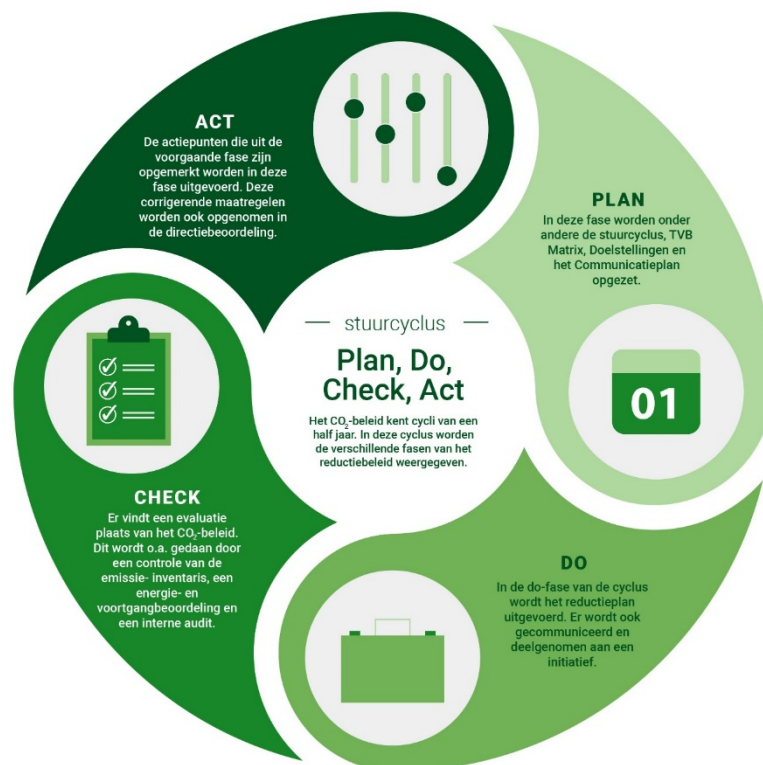 stuurcyclus
Plan, Do,
Check, Act
Het CO₂-beleid kent cycli van een
half jaar. In deze cyclus worden
de verschillende fasen van het
reductiebeleid weergegeven.
PLAN
In deze fase worden onder
andere de stuurcyclus, TVB
Matrix, Doelstellingen en
het Communicatieplan
opgezet.
01
DO
In de do-fase van de cyclus
wordt het reductieplan
uitgevoerd. Er wordt ook
gecommuniceerd en
deelgenomen aan een
initiatief.
CHECK
Er vindt een evaluatie
plaats van het CO₂-beleid.
Dit wordt o.a. gedaan door
een controle van de
emissie- inventaris, een
energie- en
voortgangbeoordeling en
een interne audit.
ACT
De actiepunten die uit de
voorgaande fase zijn
opgemerkt worden in deze
fase uitgevoerd. Deze
corrigerende maatregelen
worden ook opgenomen in
de directiebeoordeling.